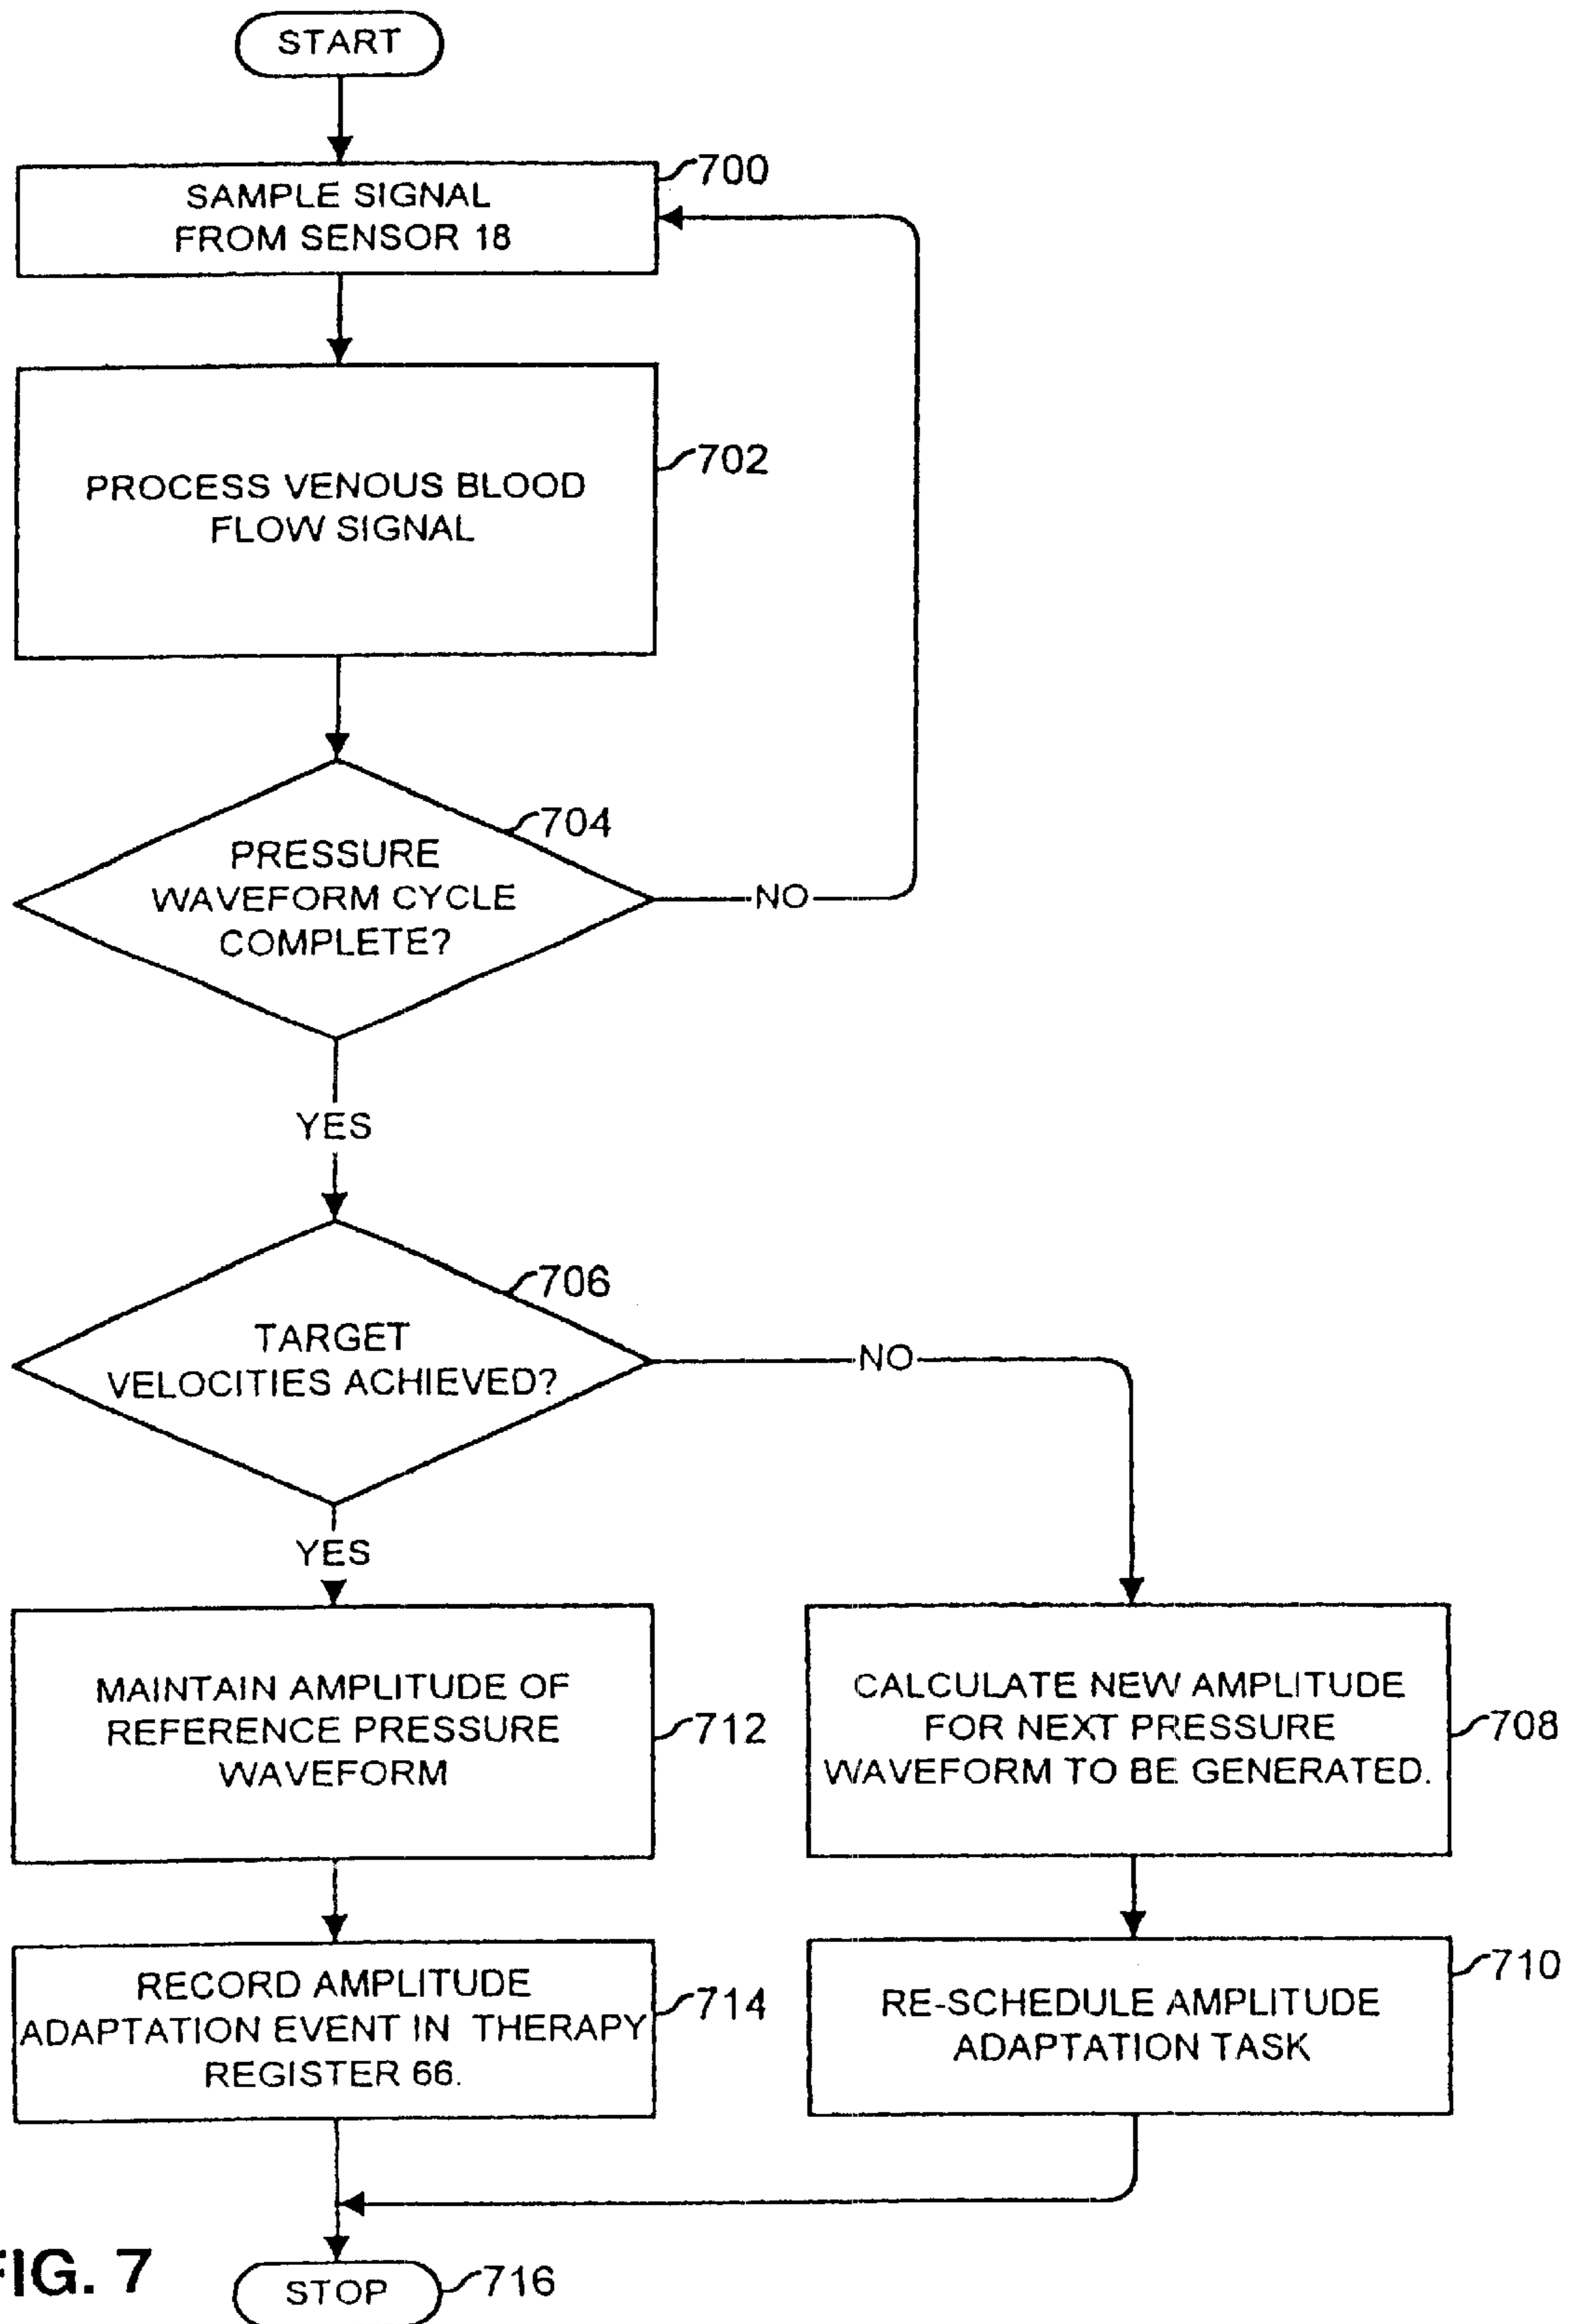 START
700
SAMPLE SIGNAL
FROM SENSOR 18
702
PROCESS VENOUS BLOOD
FLOW SIGNAL
704
PRESSURE
WAVEFORM CYCLE
COMPLETE?
NO
YES
706
TARGET
VELOCITIES ACHIEVED?
NO
YES
MAINTAIN AMPLITUDE OF
REFERENCE PRESSURE
WAVEFORM
712
CALCULATE NEW AMPLITUDE
FOR NEXT PRESSURE
WAVEFORM TO BE GENERATED.
708
RECORD AMPLITUDE
ADAPTATION EVENT IN THERAPY
REGISTER 66.
714
RE-SCHEDULE AMPLITUDE
ADAPTATION TASK
710
FIG. 7
STOP
716